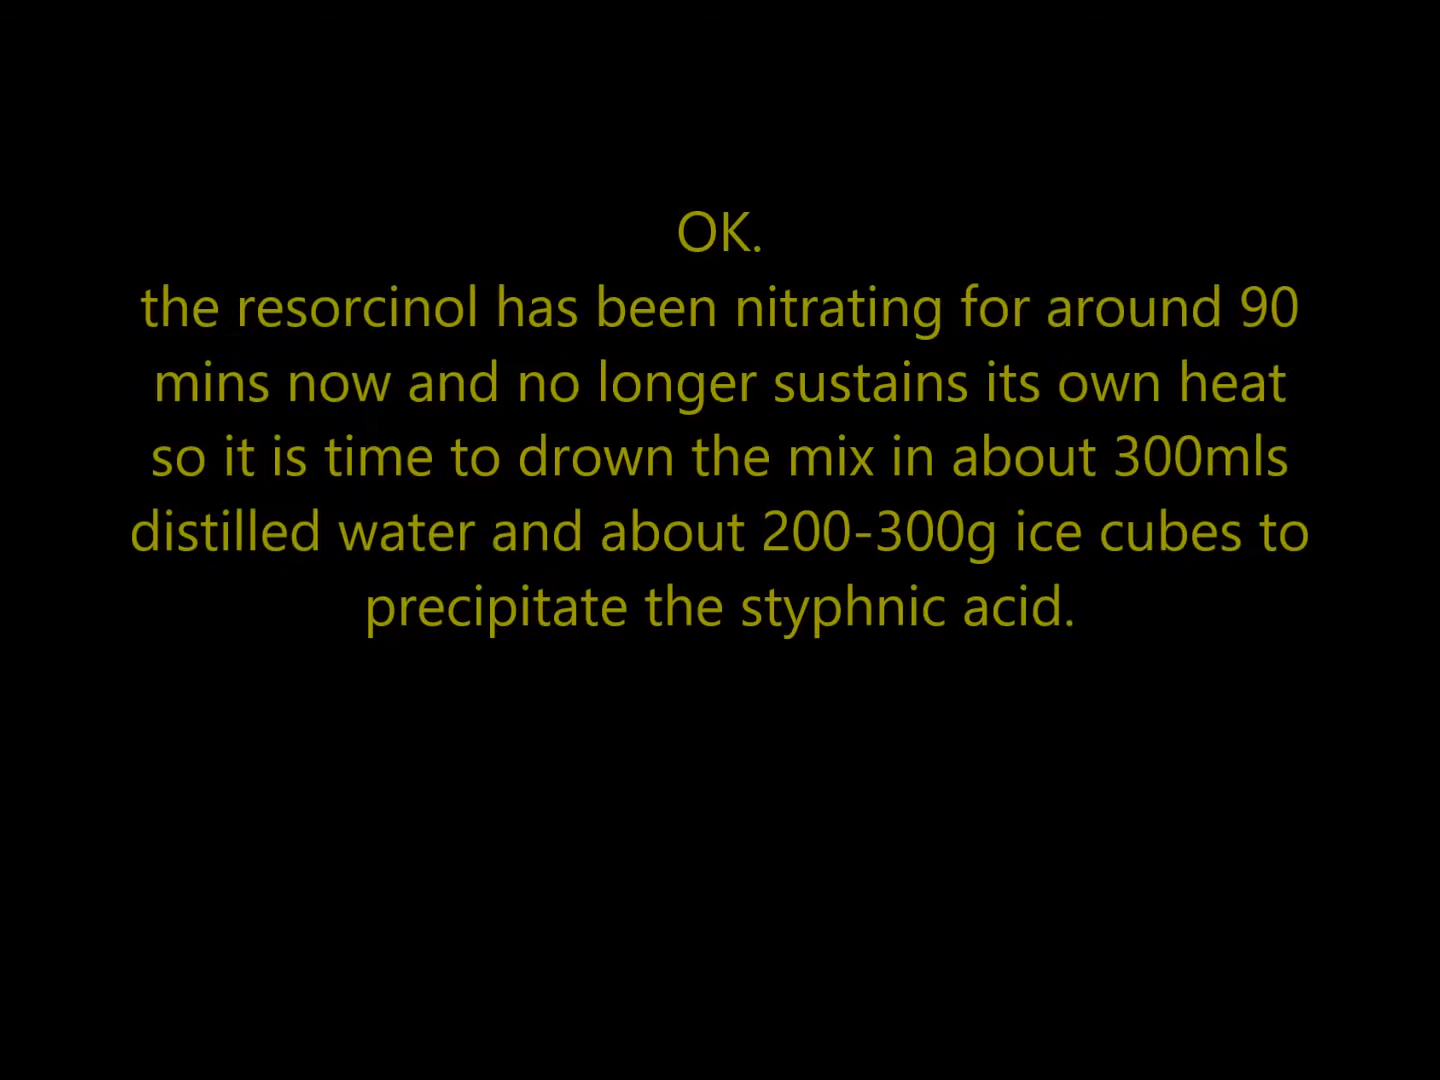 OK.
the resorcinol has been nitrating for around 90
mins now and no longer sustains its own heat
so it is time to drown the mix in about 300mls
distilled water and about 200-300g ice cubes to
precipitate the styphnic acid.